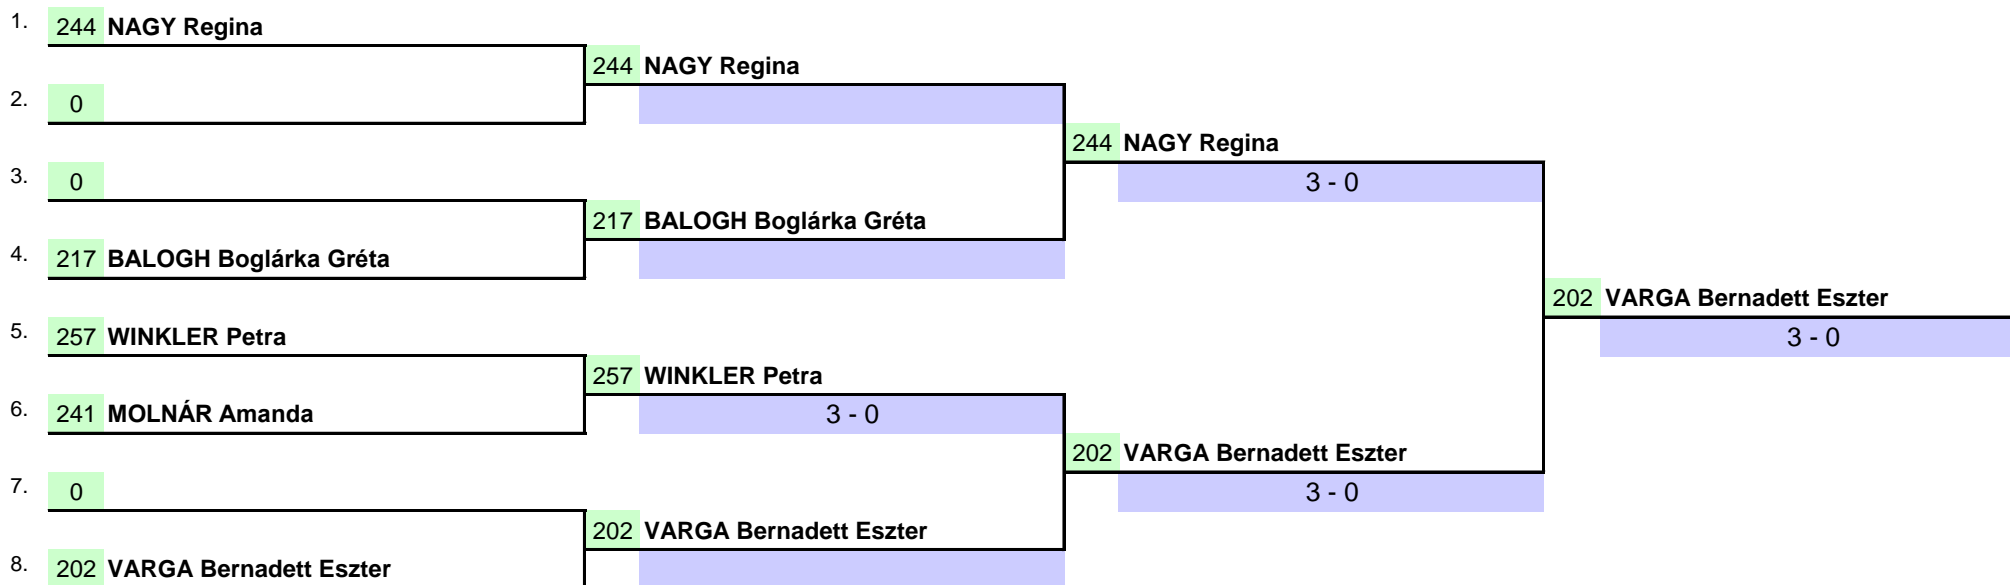 1. 244 NAGY Regina
244 NAGY Regina
2. 0
244 NAGY Regina
3. 0
3 - 0
217 BALOGH Boglárka Gréta
4. 217 BALOGH Boglárka Gréta
202 VARGA Bernadett Eszter
5. 257 WINKLER Petra
3 - 0
257 WINKLER Petra
6. 241 MOLNÁR Amanda
3 - 0
202 VARGA Bernadett Eszter
7. 0
3 - 0
202 VARGA Bernadett Eszter
8. 202 VARGA Bernadett Eszter